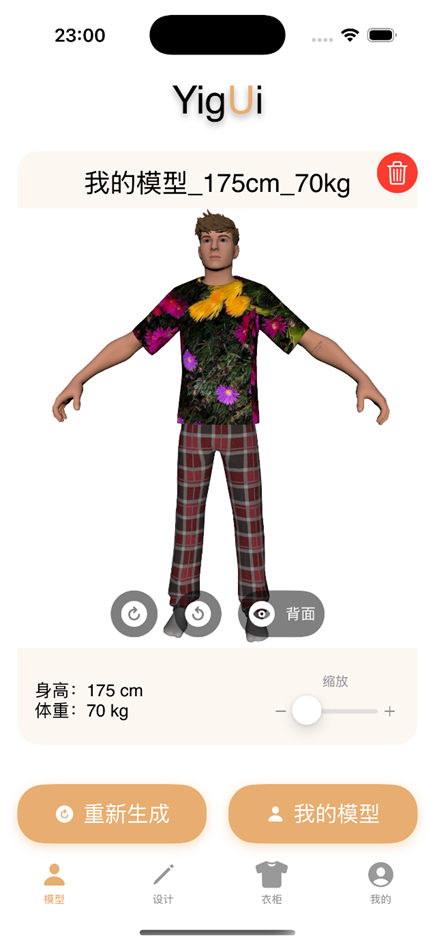 23:00
YigUi
我的模型_175cm_70kg
背面
身高：175 cm
体重：70 kg
缩放
重新生成
我的模型
模型
设计
衣柜
我的